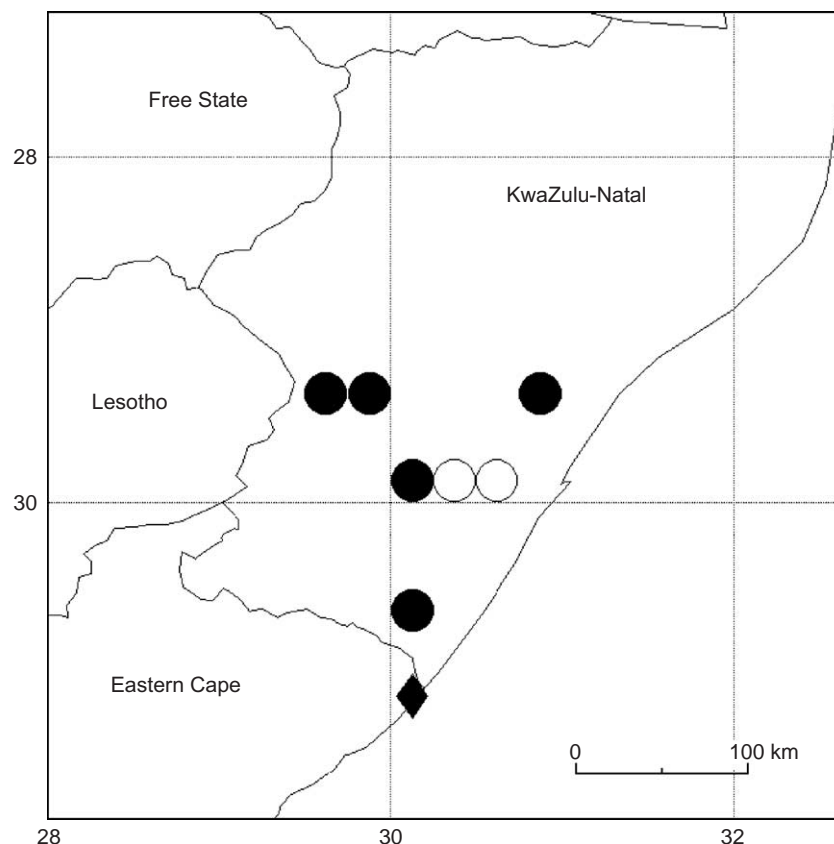 Free State
28
KwaZulu-Natal
Lesotho
30
Eastern Cape
0 100 km
28 30 32